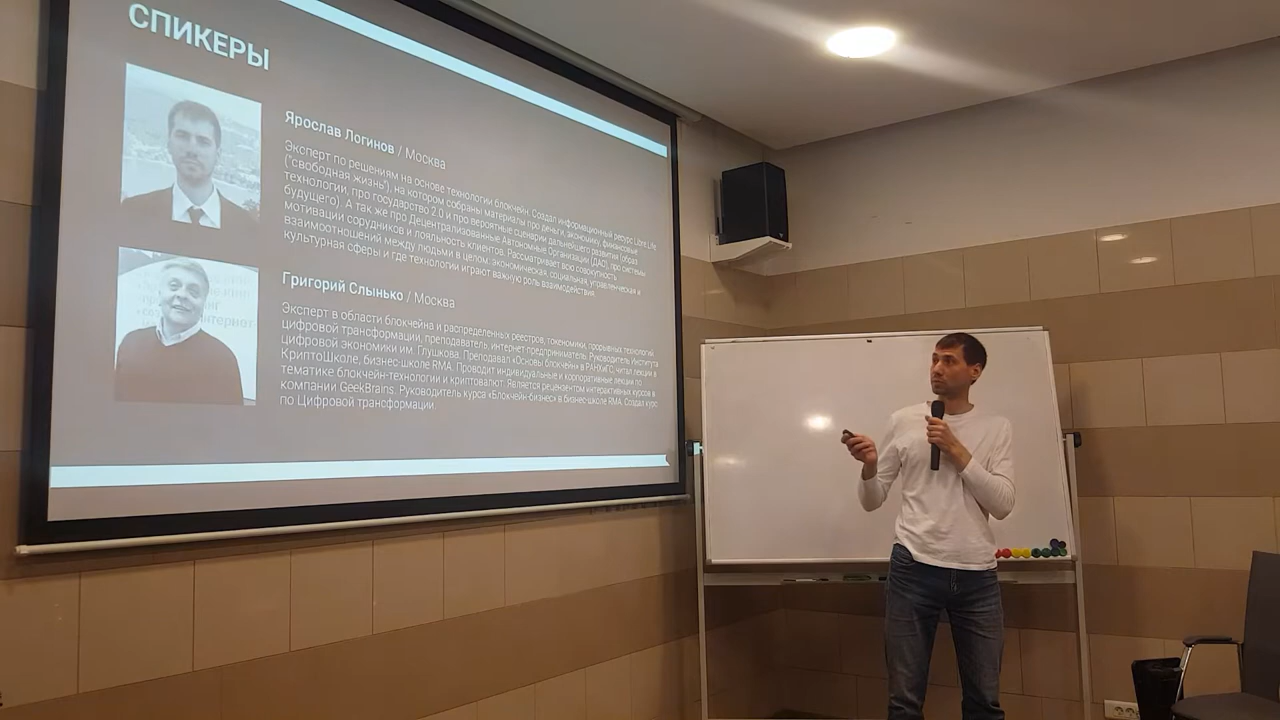 СПИКЕРЫ
Ярослав Логинов / Москва
Эксперт по решениям на основе технологии блокчейн. Создал информационный ресурс Libre Life
("свободная жизнь"), на котором собраны материалы про деньги, экономику, финансовые
технологии, про государство 2.0 и про вероятные сценарии дальнейшего развития (образ
будущего). А так же про Децентрализованные Автономные Организации (ДАО), про системы
мотивации сорудников и лояльность клиентов. Рассматривает всю совокупность
взаимоотношений между людьми в целом: экономическая, социальная, управленческая и
культурная сферы и где технологии играют важную роль взаимодействия.
Григорий Слынько / Москва
Эксперт в области блокчейна и распределенных реестров, токеномики, прорывных технологий,
цифровой трансформации, преподаватель, интернет-предприниматель. Руководитель Института
цифровой экономики им. Глушкова. Преподавал «Основы блокчейн» в РАНХиГС, читал лекции в
КриптоШколе, бизнес-школе RMA. Проводит индивидуальные и корпоративные лекции по
тематике блокчейн-технологии и криптовалют. Является рецензентом интерактивных курсов в
компании GeekBrains. Руководитель курса «Блокчейн-бизнес» в бизнес-школе RMA. Создал курс
по Цифровой трансформации.